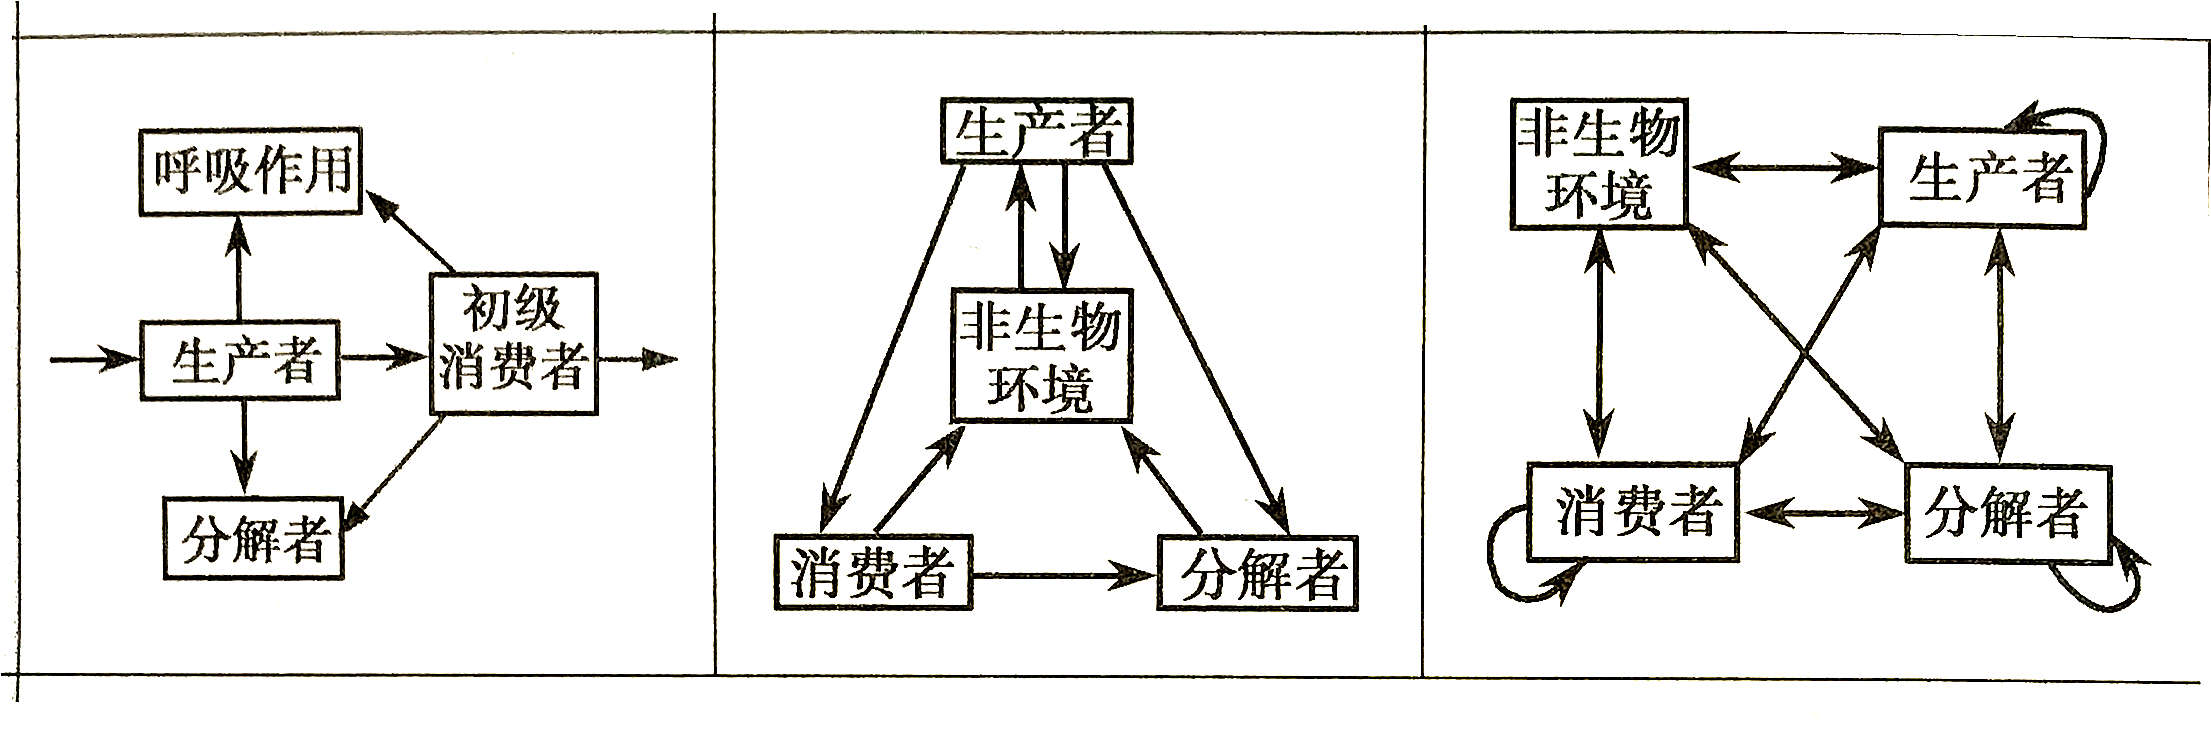 呼吸作用
生产者
初级
消费者
分解者
生产者
非生物
环境
消费者
分解者
非生物
环境
生产者
消费者
分解者